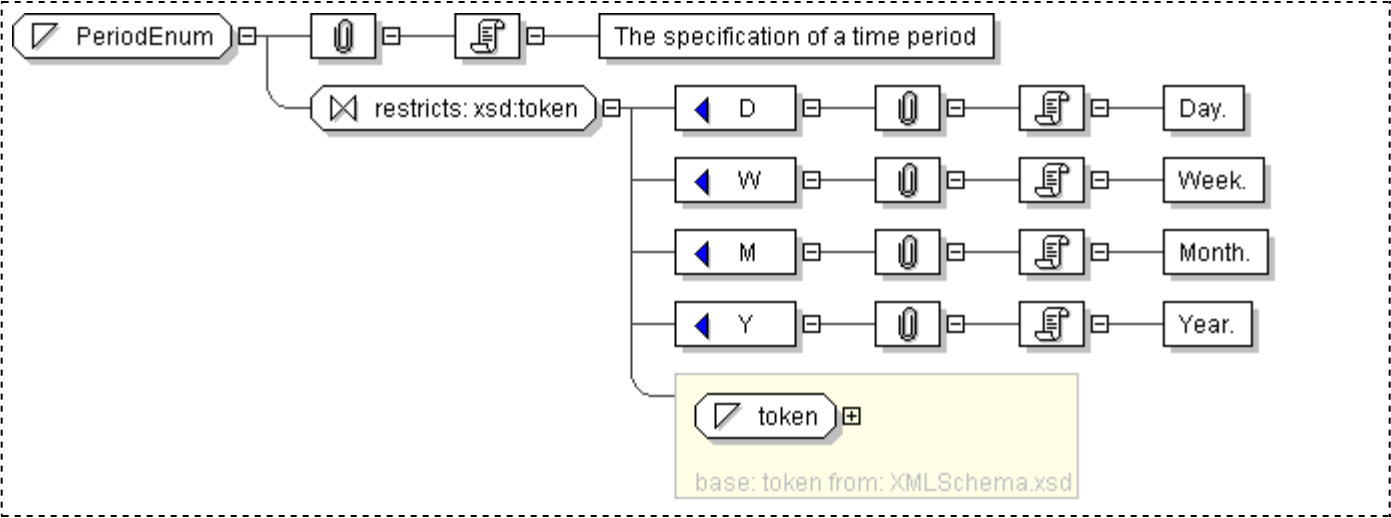 PeriodEnum
The specification of a time period
restricts: xsd:token
D
Day.
W
Week.
M
Month.
Y
Year.
token
base: token from: XMLSchema.xsd